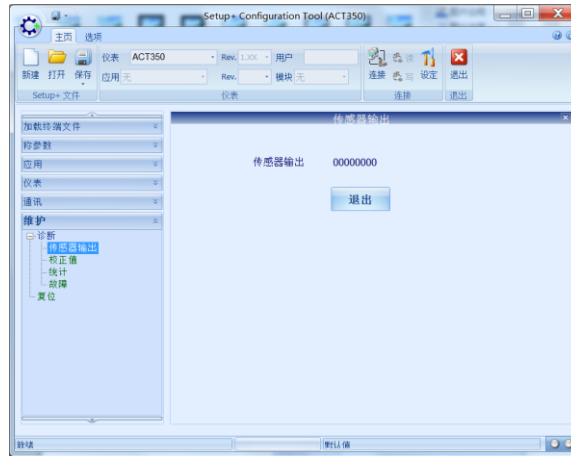 Setup+ Configuration Tool (ACT350)
主页 选项
新建 打开 保存
仪表 ACT350 Rev. 1.XX 用户
应用 无 Rev. 模块 无
连接 读 写 设定 退出
Setup+ 文件 仪表 连接 退出
加载终端文件
称参数
应用
仪表
通讯
维护
诊断
传感器输出
校正值
统计
故障
复位
传感器输出
传感器输出 00000000
退出
就绪 默认值